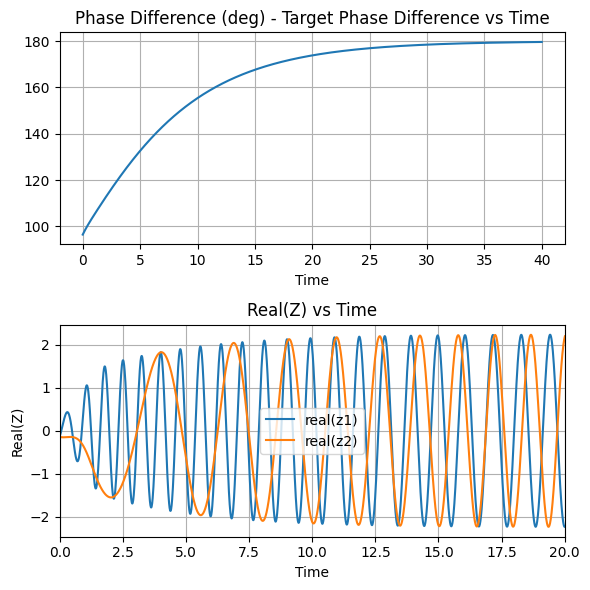 Phase Difference (deg) - Target Phase Difference vs Time
180
160
140
120
100
0 5 10 15 20 25 30 35 40
Time
Real(Z) vs Time
Real(Z)
2
1
0
−1
−2
real(z1)
real(z2)
0.0 2.5 5.0 7.5 10.0 12.5 15.0 17.5 20.0
Time